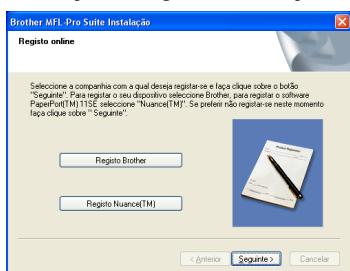 Brother MFL-Pro Suite Instalação
Registo online
Seleccione a companhia com a qual deseja registar-se e faça clique sobre o botão
"Seguinte". Para registar o seu dispositivo seleccione Brother, para registar o software
PaperPort(TM) 11SE seleccione "Nuance(TM)". Se preferir não registar-se neste momento
faça clique sobre "Seguinte".
Registo Brother
Registo Nuance(TM)
< Anterior Seguinte > Cancelar